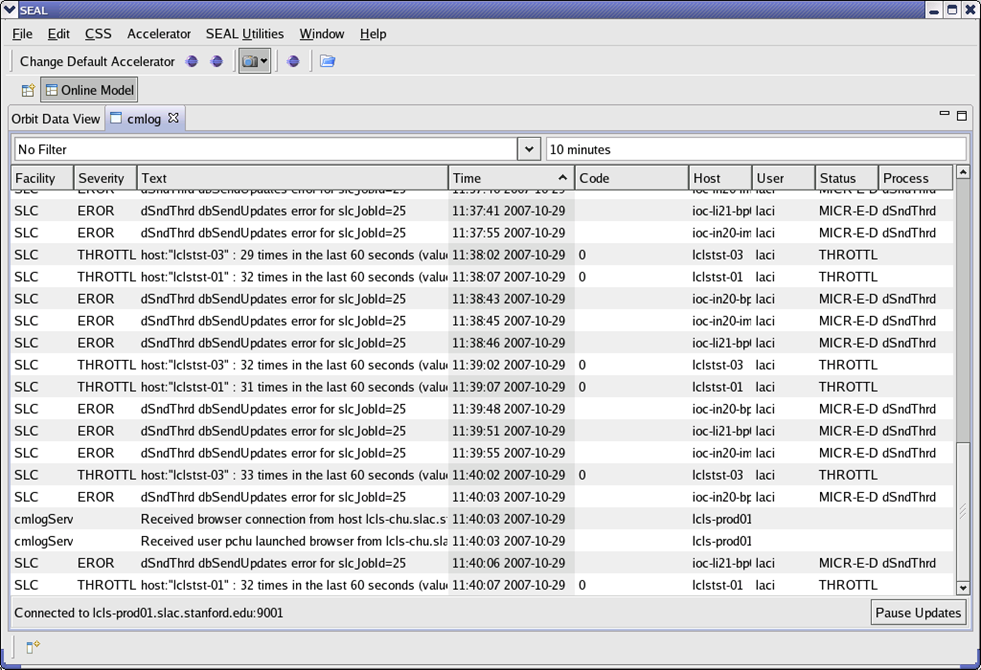 SEAL
File Edit CSS Accelerator SEAL Utilities Window Help
Change Default Accelerator
Online Model
Orbit Data View cmlog
No Filter 10 minutes
Facility Severity Text Time Code Host User Status Process
SLC EROR dSndThrd dbSendUpdates error for slcJobId=25 11:37:41 2007-10-29 ioc-li21-bp laci MICR-E-D dSndThrd
SLC EROR dSndThrd dbSendUpdates error for slcJobId=25 11:37:55 2007-10-29 ioc-in20-im laci MICR-E-D dSndThrd
SLC THROTTL host:"lclstst-03" : 29 times in the last 60 seconds (valu 11:38:02 2007-10-29 0 lclstst-03 laci THROTTL
SLC THROTTL host:"lclstst-01" : 32 times in the last 60 seconds (valu 11:38:07 2007-10-29 0 lclstst-01 laci THROTTL
SLC EROR dSndThrd dbSendUpdates error for slcJobId=25 11:38:43 2007-10-29 ioc-in20-bp laci MICR-E-D dSndThrd
SLC EROR dSndThrd dbSendUpdates error for slcJobId=25 11:38:45 2007-10-29 ioc-in20-im laci MICR-E-D dSndThrd
SLC EROR dSndThrd dbSendUpdates error for slcJobId=25 11:38:46 2007-10-29 ioc-li21-bp laci MICR-E-D dSndThrd
SLC THROTTL host:"lclstst-03" : 32 times in the last 60 seconds (valu 11:39:02 2007-10-29 0 lclstst-03 laci THROTTL
SLC THROTTL host:"lclstst-01" : 31 times in the last 60 seconds (valu 11:39:07 2007-10-29 0 lclstst-01 laci THROTTL
SLC EROR dSndThrd dbSendUpdates error for slcJobId=25 11:39:48 2007-10-29 ioc-in20-bp laci MICR-E-D dSndThrd
SLC EROR dSndThrd dbSendUpdates error for slcJobId=25 11:39:51 2007-10-29 ioc-li21-bp laci MICR-E-D dSndThrd
SLC EROR dSndThrd dbSendUpdates error for slcJobId=25 11:39:55 2007-10-29 ioc-in20-im laci MICR-E-D dSndThrd
SLC THROTTL host:"lclstst-03" : 33 times in the last 60 seconds (valu 11:40:02 2007-10-29 0 lclstst-03 laci THROTTL
SLC EROR dSndThrd dbSendUpdates error for slcJobId=25 11:40:03 2007-10-29 ioc-in20-bp laci MICR-E-D dSndThrd
cmlogServ Received browser connection from host lcls-chu.slac.s 11:40:03 2007-10-29 lcls-prod01
cmlogServ Received user pchu launched browser from lcls-chu.sla 11:40:03 2007-10-29 lcls-prod01
SLC EROR dSndThrd dbSendUpdates error for slcJobId=25 11:40:06 2007-10-29 ioc-li21-bp laci MICR-E-D dSndThrd
SLC THROTTL host:"lclstst-01" : 32 times in the last 60 seconds (valu 11:40:07 2007-10-29 0 lclstst-01 laci THROTTL
Connected to lcls-prod01.slac.stanford.edu:9001 Pause Updates